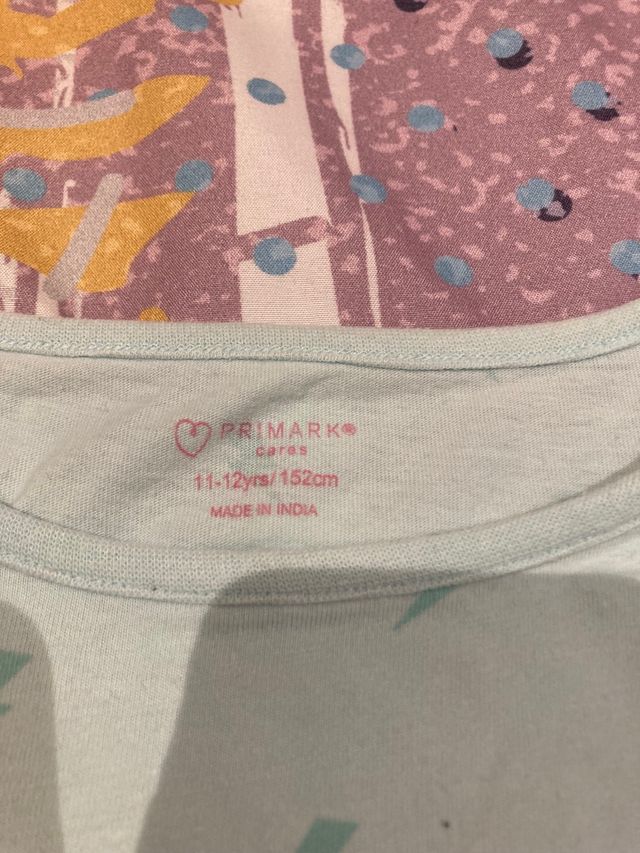 PRIMARK®
cares
11-12yrs/152cm
MADE IN INDIA